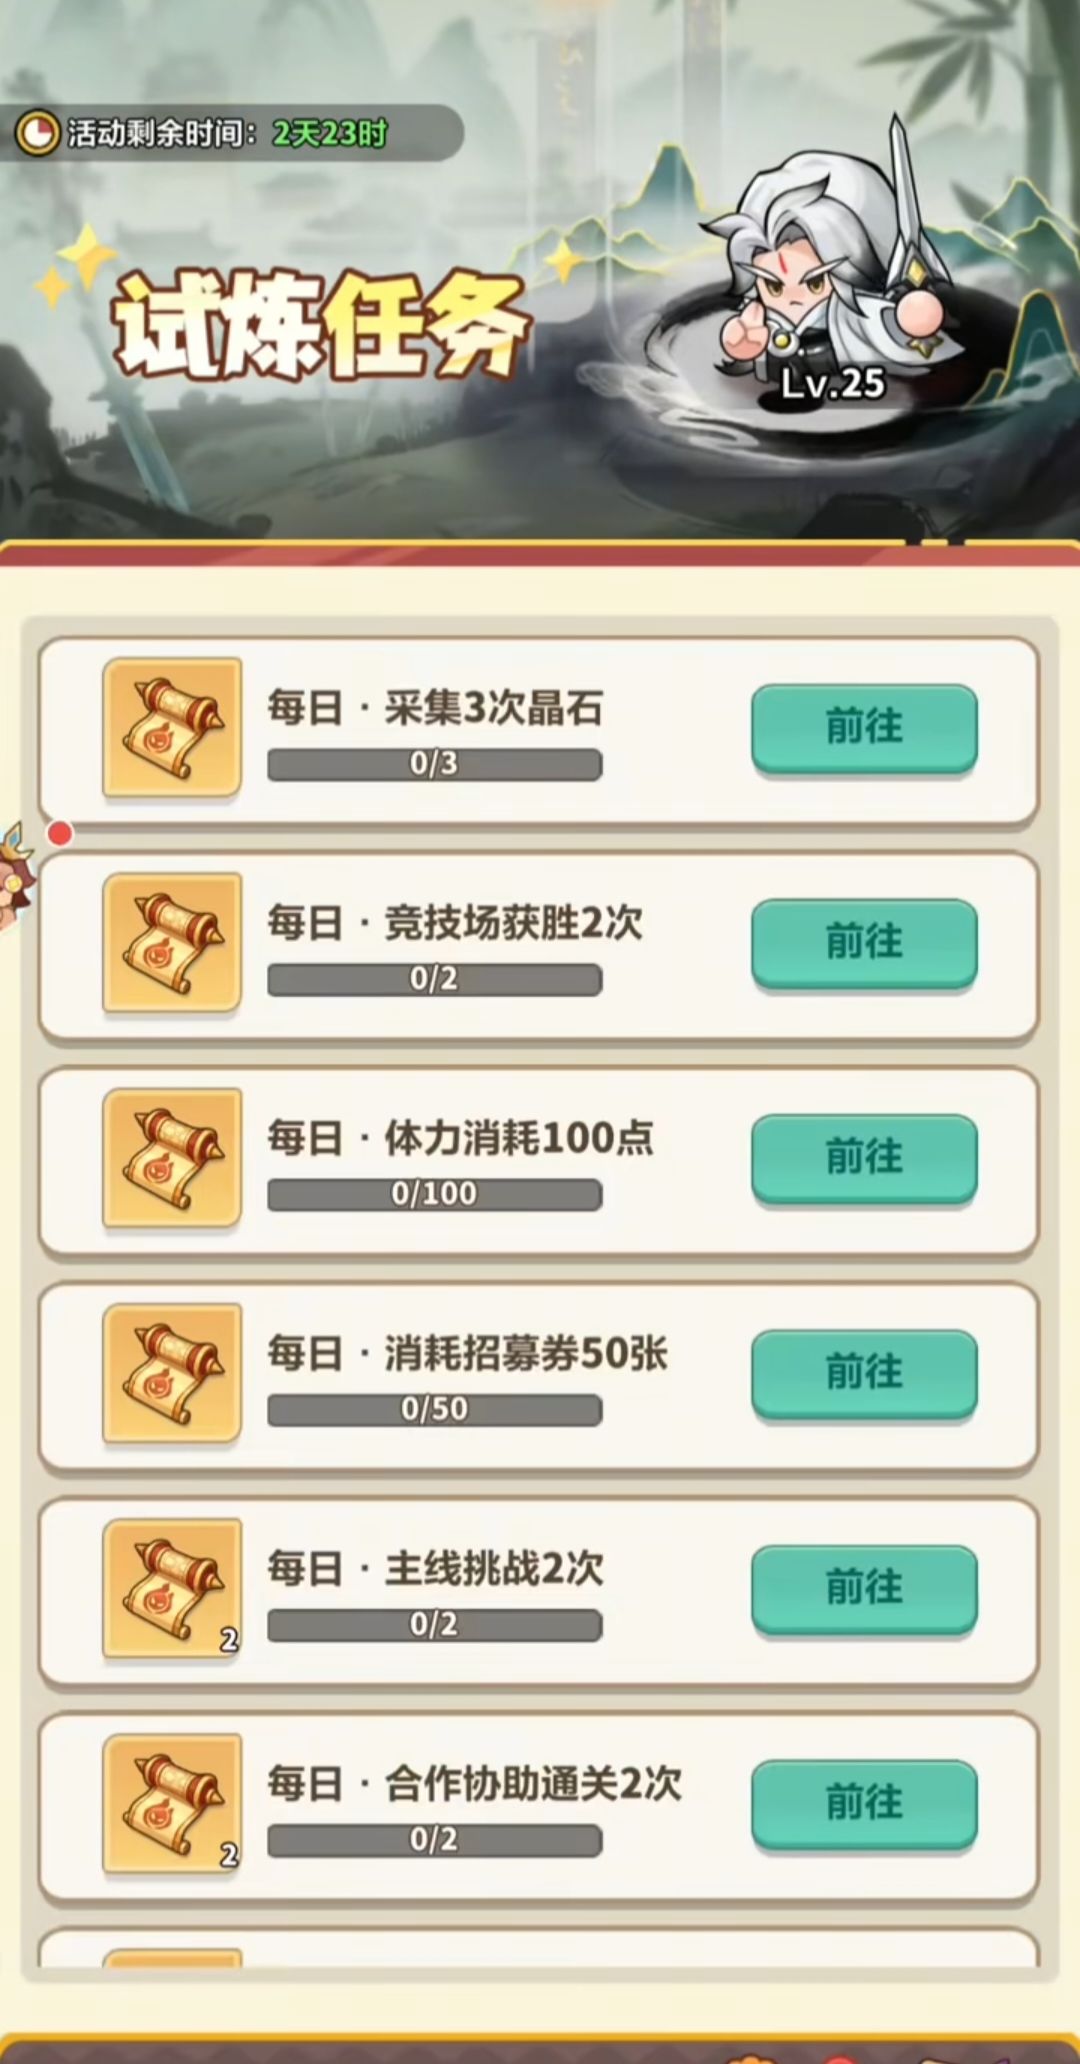 活动剩余时间：2天23时
试炼任务
Lv.25
每日·采集3次晶石
0/3
前往
每日·竞技场获胜2次
0/2
前往
每日·体力消耗100点
0/100
前往
每日·消耗招募券50张
0/50
前往
每日·主线挑战2次
2
0/2
前往
每日·合作协助通关2次
2
0/2
前往